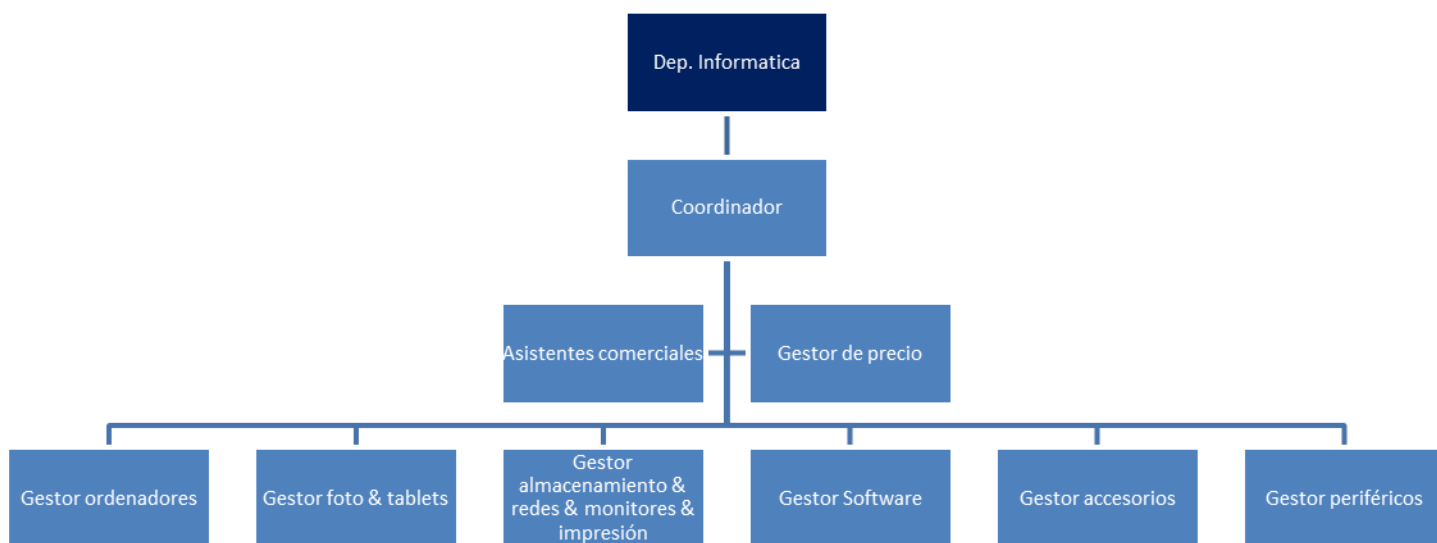 Dep. Informatica
Coordinador
Asistentes comerciales
Gestor de precio
Gestor ordenadores
Gestor foto & tablets
Gestor
almacenamiento &
redes & monitores &
impresión
Gestor Software
Gestor accesorios
Gestor periféricos